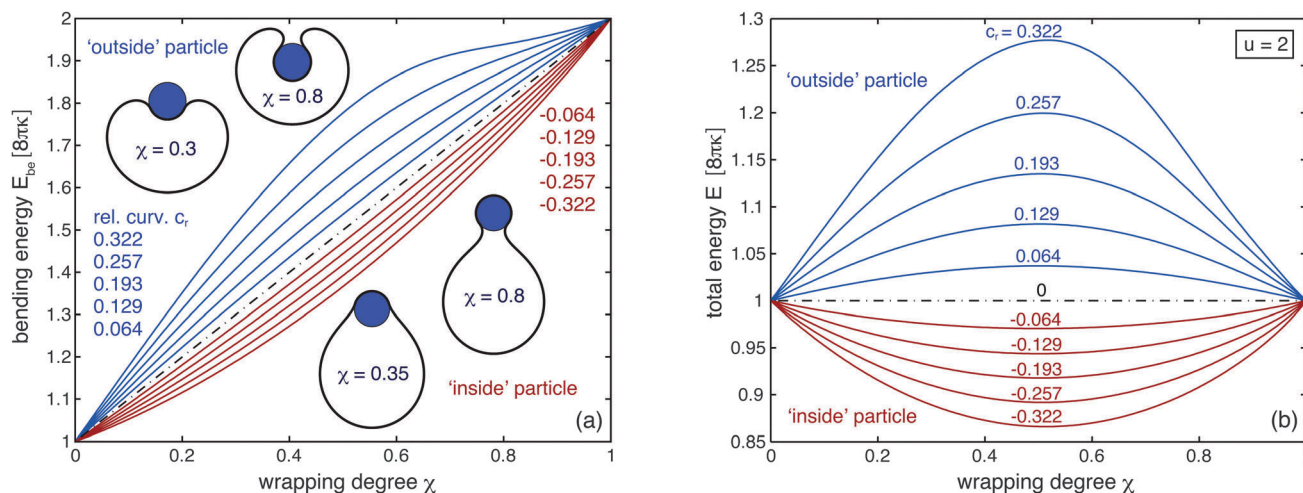 2
1.9
1.8
1.7
1.6
1.5
1.4
1.3
1.2
1.1
1
bending energy E_be [8πκ]
'outside' particle
χ = 0.8
χ = 0.3
rel. curv. c_r
0.322
0.257
0.193
0.129
0.064
-0.064
-0.129
-0.193
-0.257
-0.322
χ = 0.8
χ = 0.35
'inside' particle
(a)
0 0.2 0.4 0.6 0.8 1
wrapping degree χ
1.3
1.25
1.2
1.15
1.1
1.05
1
0.95
0.9
0.85
total energy E [8πκ]
c_r = 0.322
u = 2
'outside' particle
0.257
0.193
0.129
0.064
0
-0.064
-0.129
-0.193
-0.257
-0.322
'inside' particle
(b)
0 0.2 0.4 0.6 0.8
wrapping degree χ